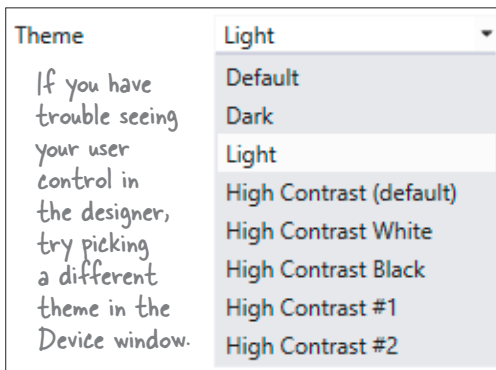 Theme
Light
Default
Dark
Light
High Contrast (default)
High Contrast White
High Contrast Black
High Contrast #1
High Contrast #2
If you have
trouble seeing
your user
control in
the designer,
try picking
a different
theme in the
Device window.